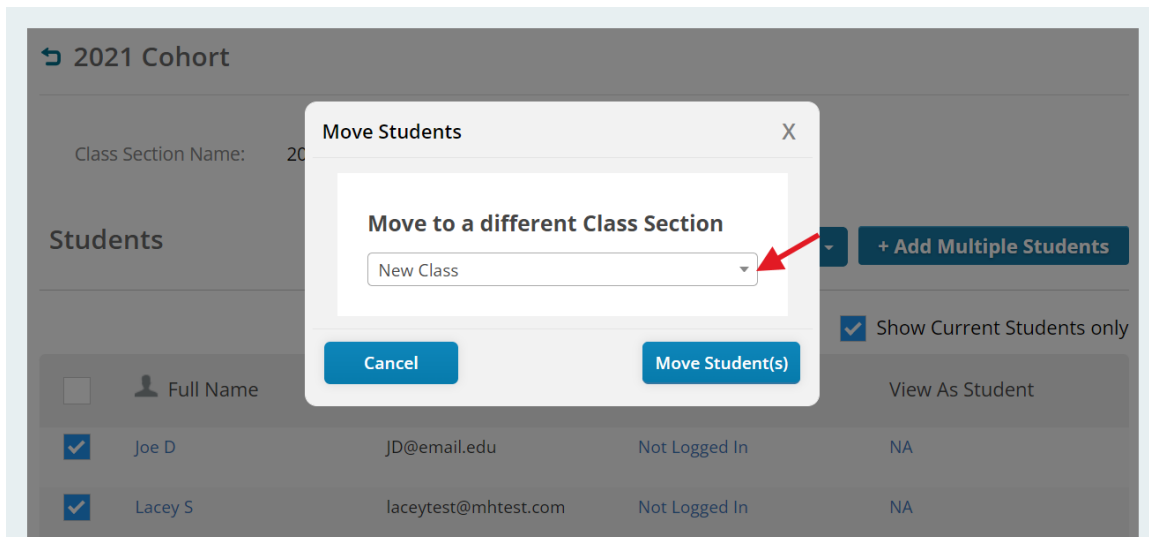 2021 Cohort
Move Students X
Class Section Name: 20
Move to a different Class Section
Students
+ Add Multiple Students
New Class
Show Current Students only
Cancel Move Student(s)
Full Name View As Student
Joe D JD@email.edu Not Logged In NA
Lacey S laceytest@mhtest.com Not Logged In NA